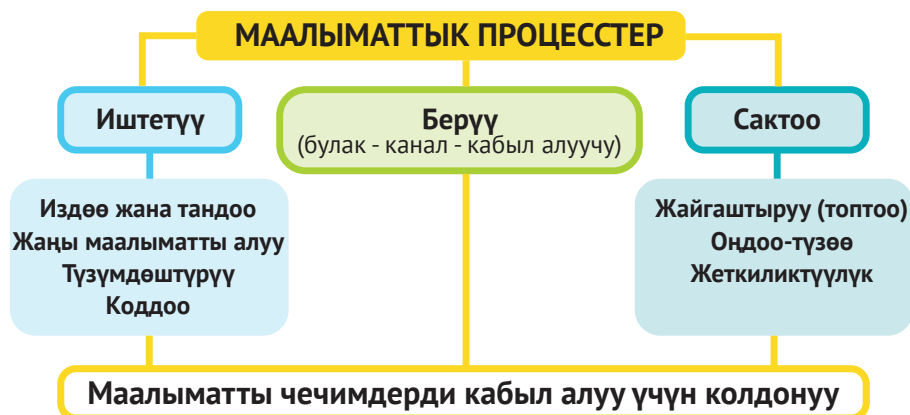 МААЛЫМАТТЫК ПРОЦЕССТЕР
Иштетүү
Берүү
(булак - канал - кабыл алуучу)
Сактоо
Издөө жана тандоо
Жаңы маалыматты алуу
Түзүмдөштүрүү
Коддоо
Жайгаштыруу (топтоо)
Оңдоо-түзөө
Жеткиликтүүлүк
Маалыматты чечимдерди кабыл алуу үчүн колдонуу